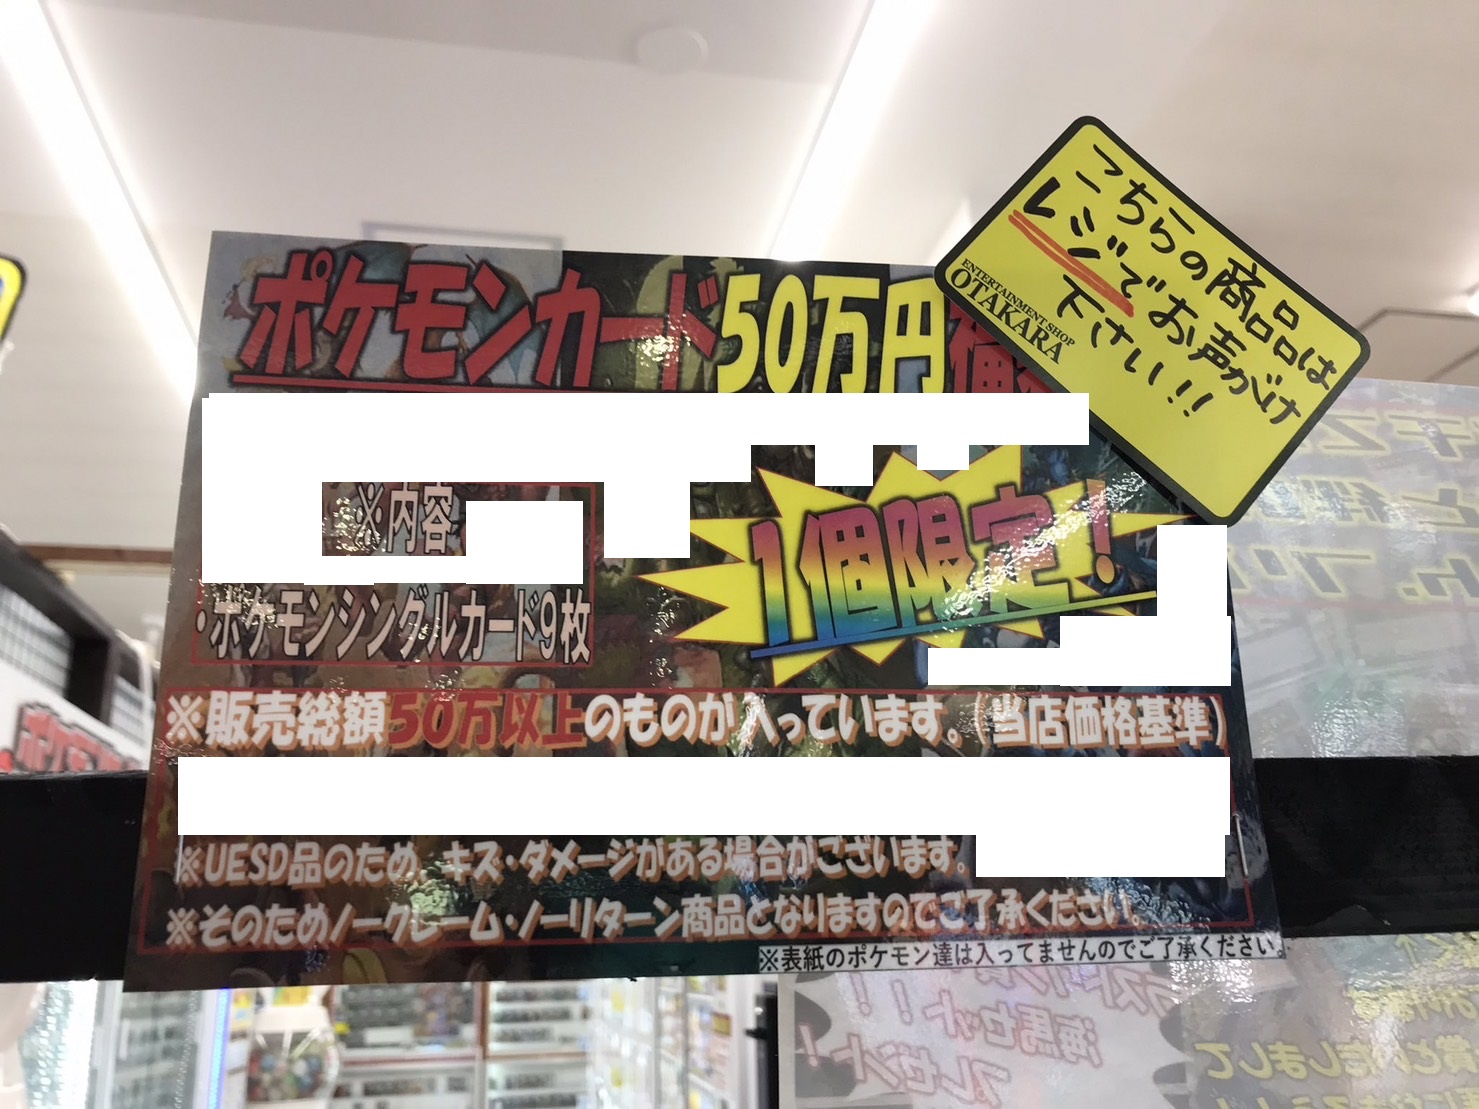 こちらの商品は
レジでお声がけ
下さい!!
ENTERTAINMENT SHOP
OTAKARA
ポケモンカード50万円
1個限定!
※内容
・ポケモンシングルカード9枚
※販売総額50万以上のものが入っています。(当店価格基準)
※UESD品のため、キズ・ダメージがある場合がございます。
※そのためノークレーム・ノーリターン商品となりますのでご了承ください。
※表紙のポケモン達は入ってませんのでご了承ください。